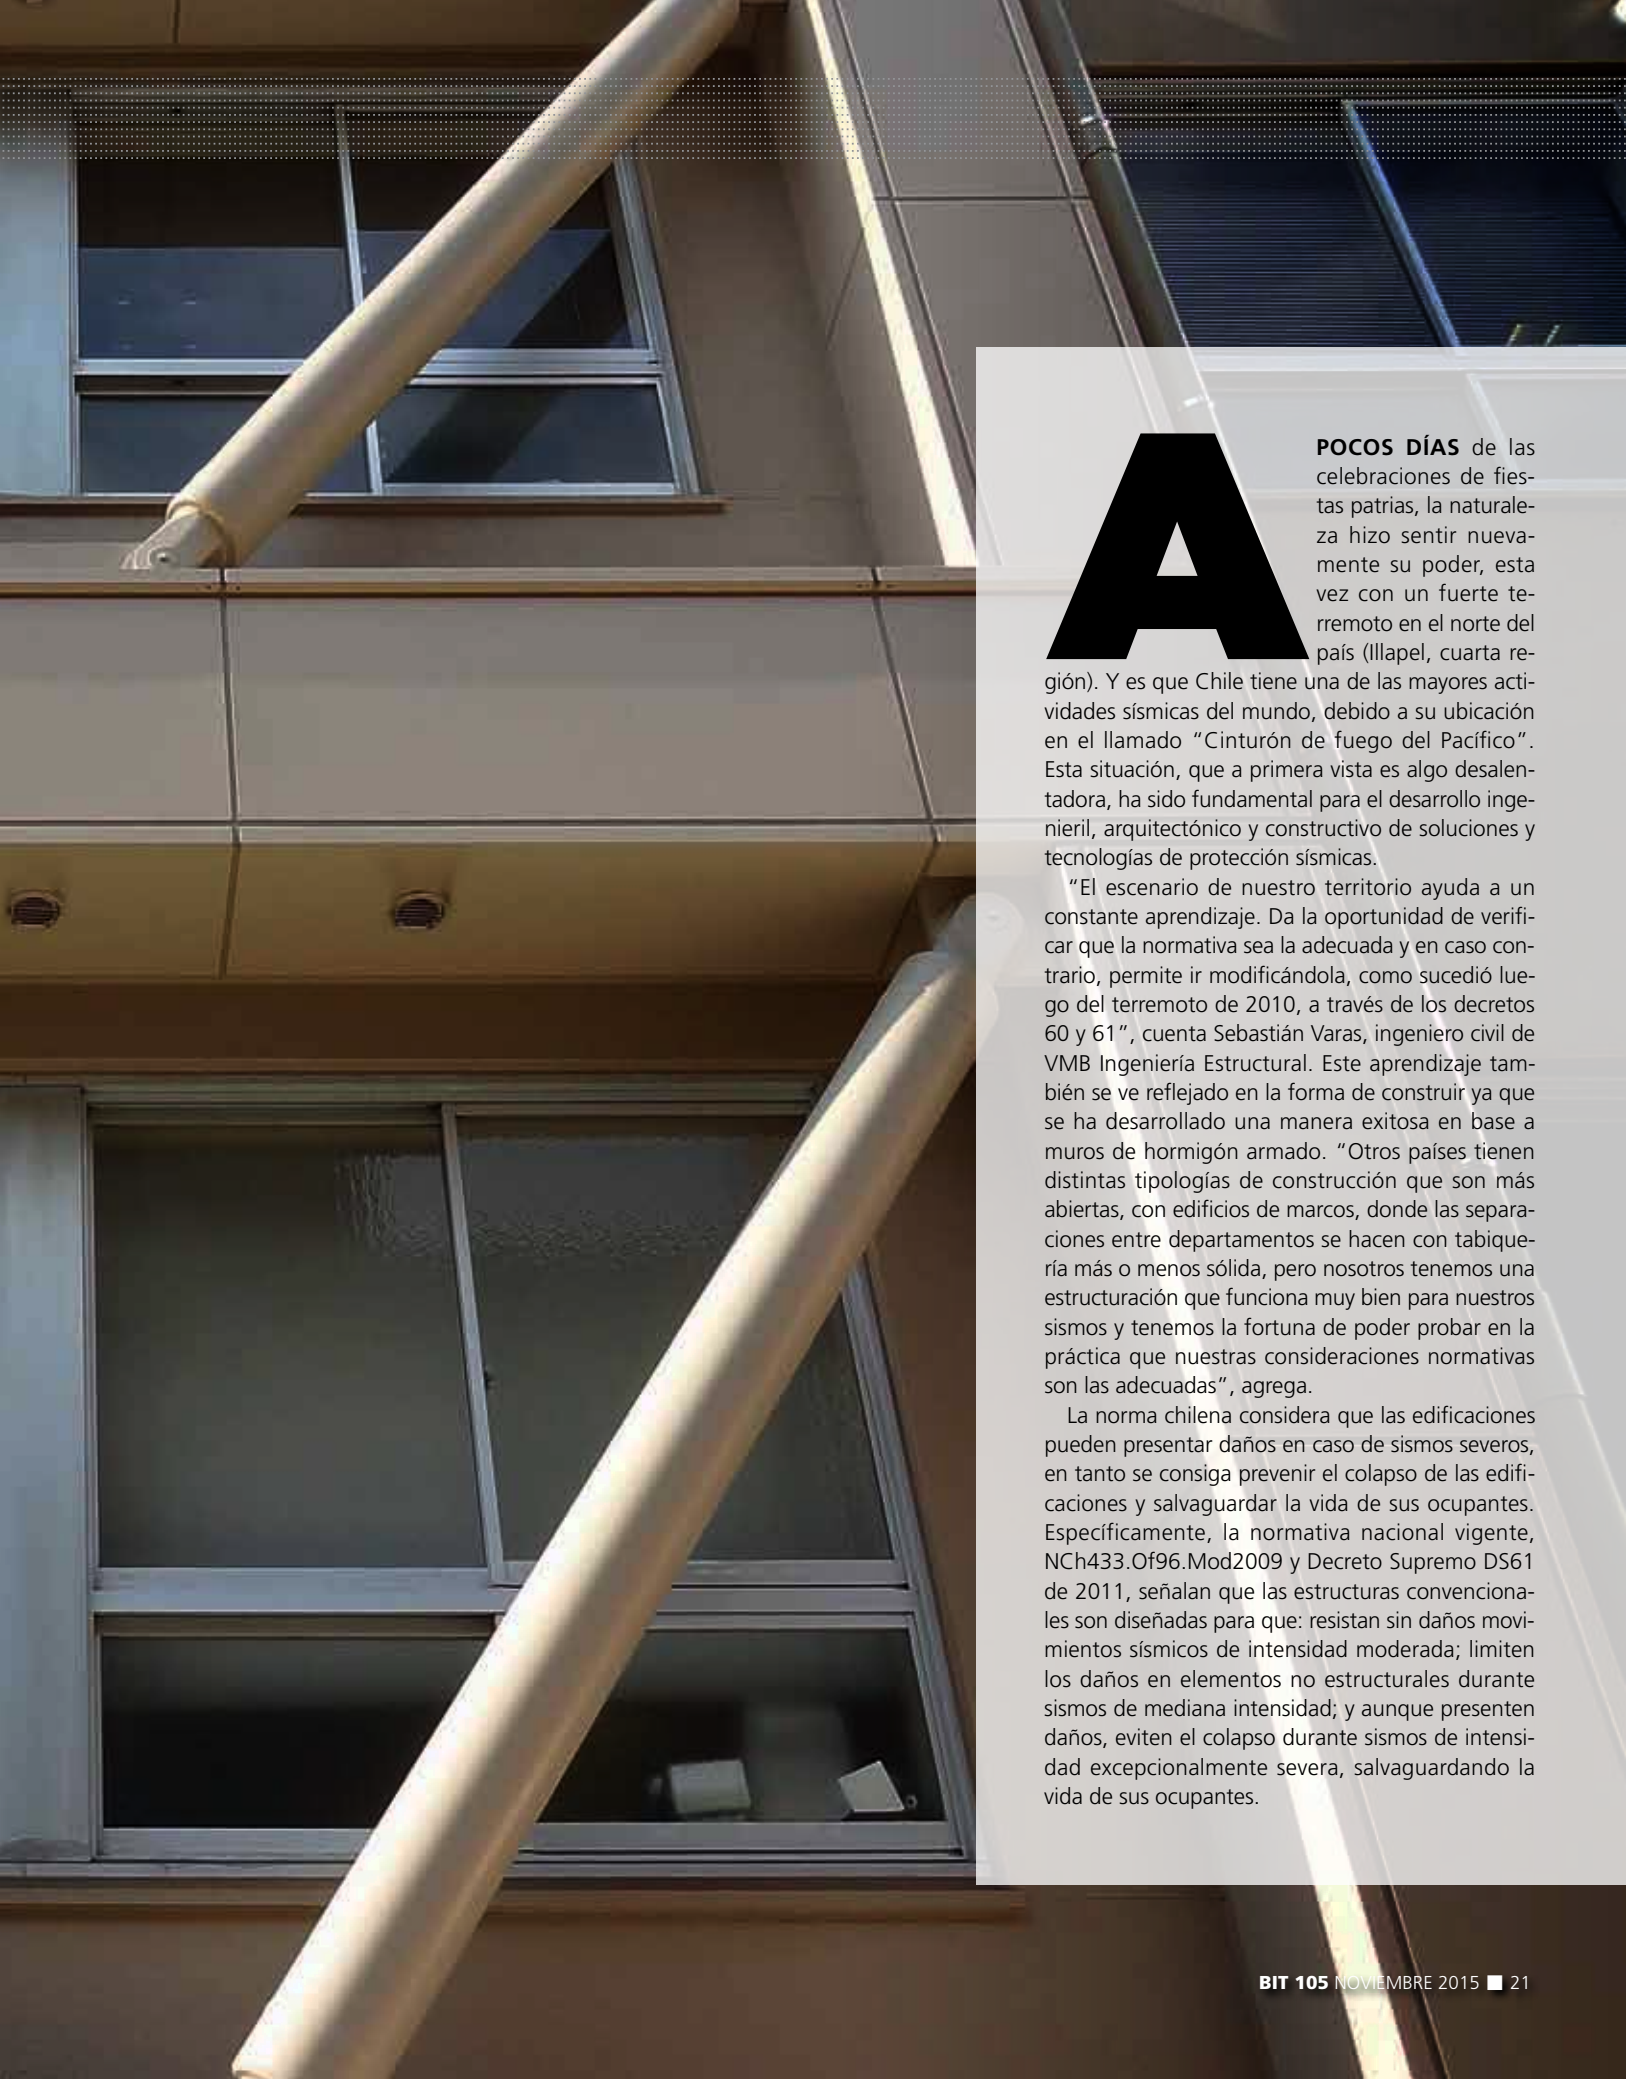 A POCOS DÍAS de las
celebraciones de fies-
tas patrias, la naturale-
za hizo sentir nueva-
mente su poder, esta
vez con un fuerte te-
rremoto en el norte del
país (Illapel, cuarta re-
gión). Y es que Chile tiene una de las mayores acti-
vidades sísmicas del mundo, debido a su ubicación
en el llamado “Cinturón de fuego del Pacífico”.
Esta situación, que a primera vista es algo desalen-
tadora, ha sido fundamental para el desarrollo inge-
nieril, arquitectónico y constructivo de soluciones y
tecnologías de protección sísmicas.
“El escenario de nuestro territorio ayuda a un
constante aprendizaje. Da la oportunidad de verifi-
car que la normativa sea la adecuada y en caso con-
trario, permite ir modificándola, como sucedió lue-
go del terremoto de 2010, a través de los decretos
60 y 61”, cuenta Sebastián Varas, ingeniero civil de
VMB Ingeniería Estructural. Este aprendizaje tam-
bién se ve reflejado en la forma de construir ya que
se ha desarrollado una manera exitosa en base a
muros de hormigón armado. “Otros países tienen
distintas tipologías de construcción que son más
abiertas, con edificios de marcos, donde las separa-
ciones entre departamentos se hacen con tabique-
ría más o menos sólida, pero nosotros tenemos una
estructuración que funciona muy bien para nuestros
sismos y tenemos la fortuna de poder probar en la
práctica que nuestras consideraciones normativas
son las adecuadas”, agrega.
La norma chilena considera que las edificaciones
pueden presentar daños en caso de sismos severos,
en tanto se consiga prevenir el colapso de las edifi-
caciones y salvaguardar la vida de sus ocupantes.
Específicamente, la normativa nacional vigente,
NCh433.Of96.Mod2009 y Decreto Supremo DS61
de 2011, señalan que las estructuras convenciona-
les son diseñadas para que: resistan sin daños movi-
mientos sísmicos de intensidad moderada; limiten
los daños en elementos no estructurales durante
sismos de mediana intensidad; y aunque presenten
daños, eviten el colapso durante sismos de intensi-
dad excepcionalmente severa, salvaguardando la
vida de sus ocupantes.
BIT 105 NOVIEMBRE 2015 ■ 21